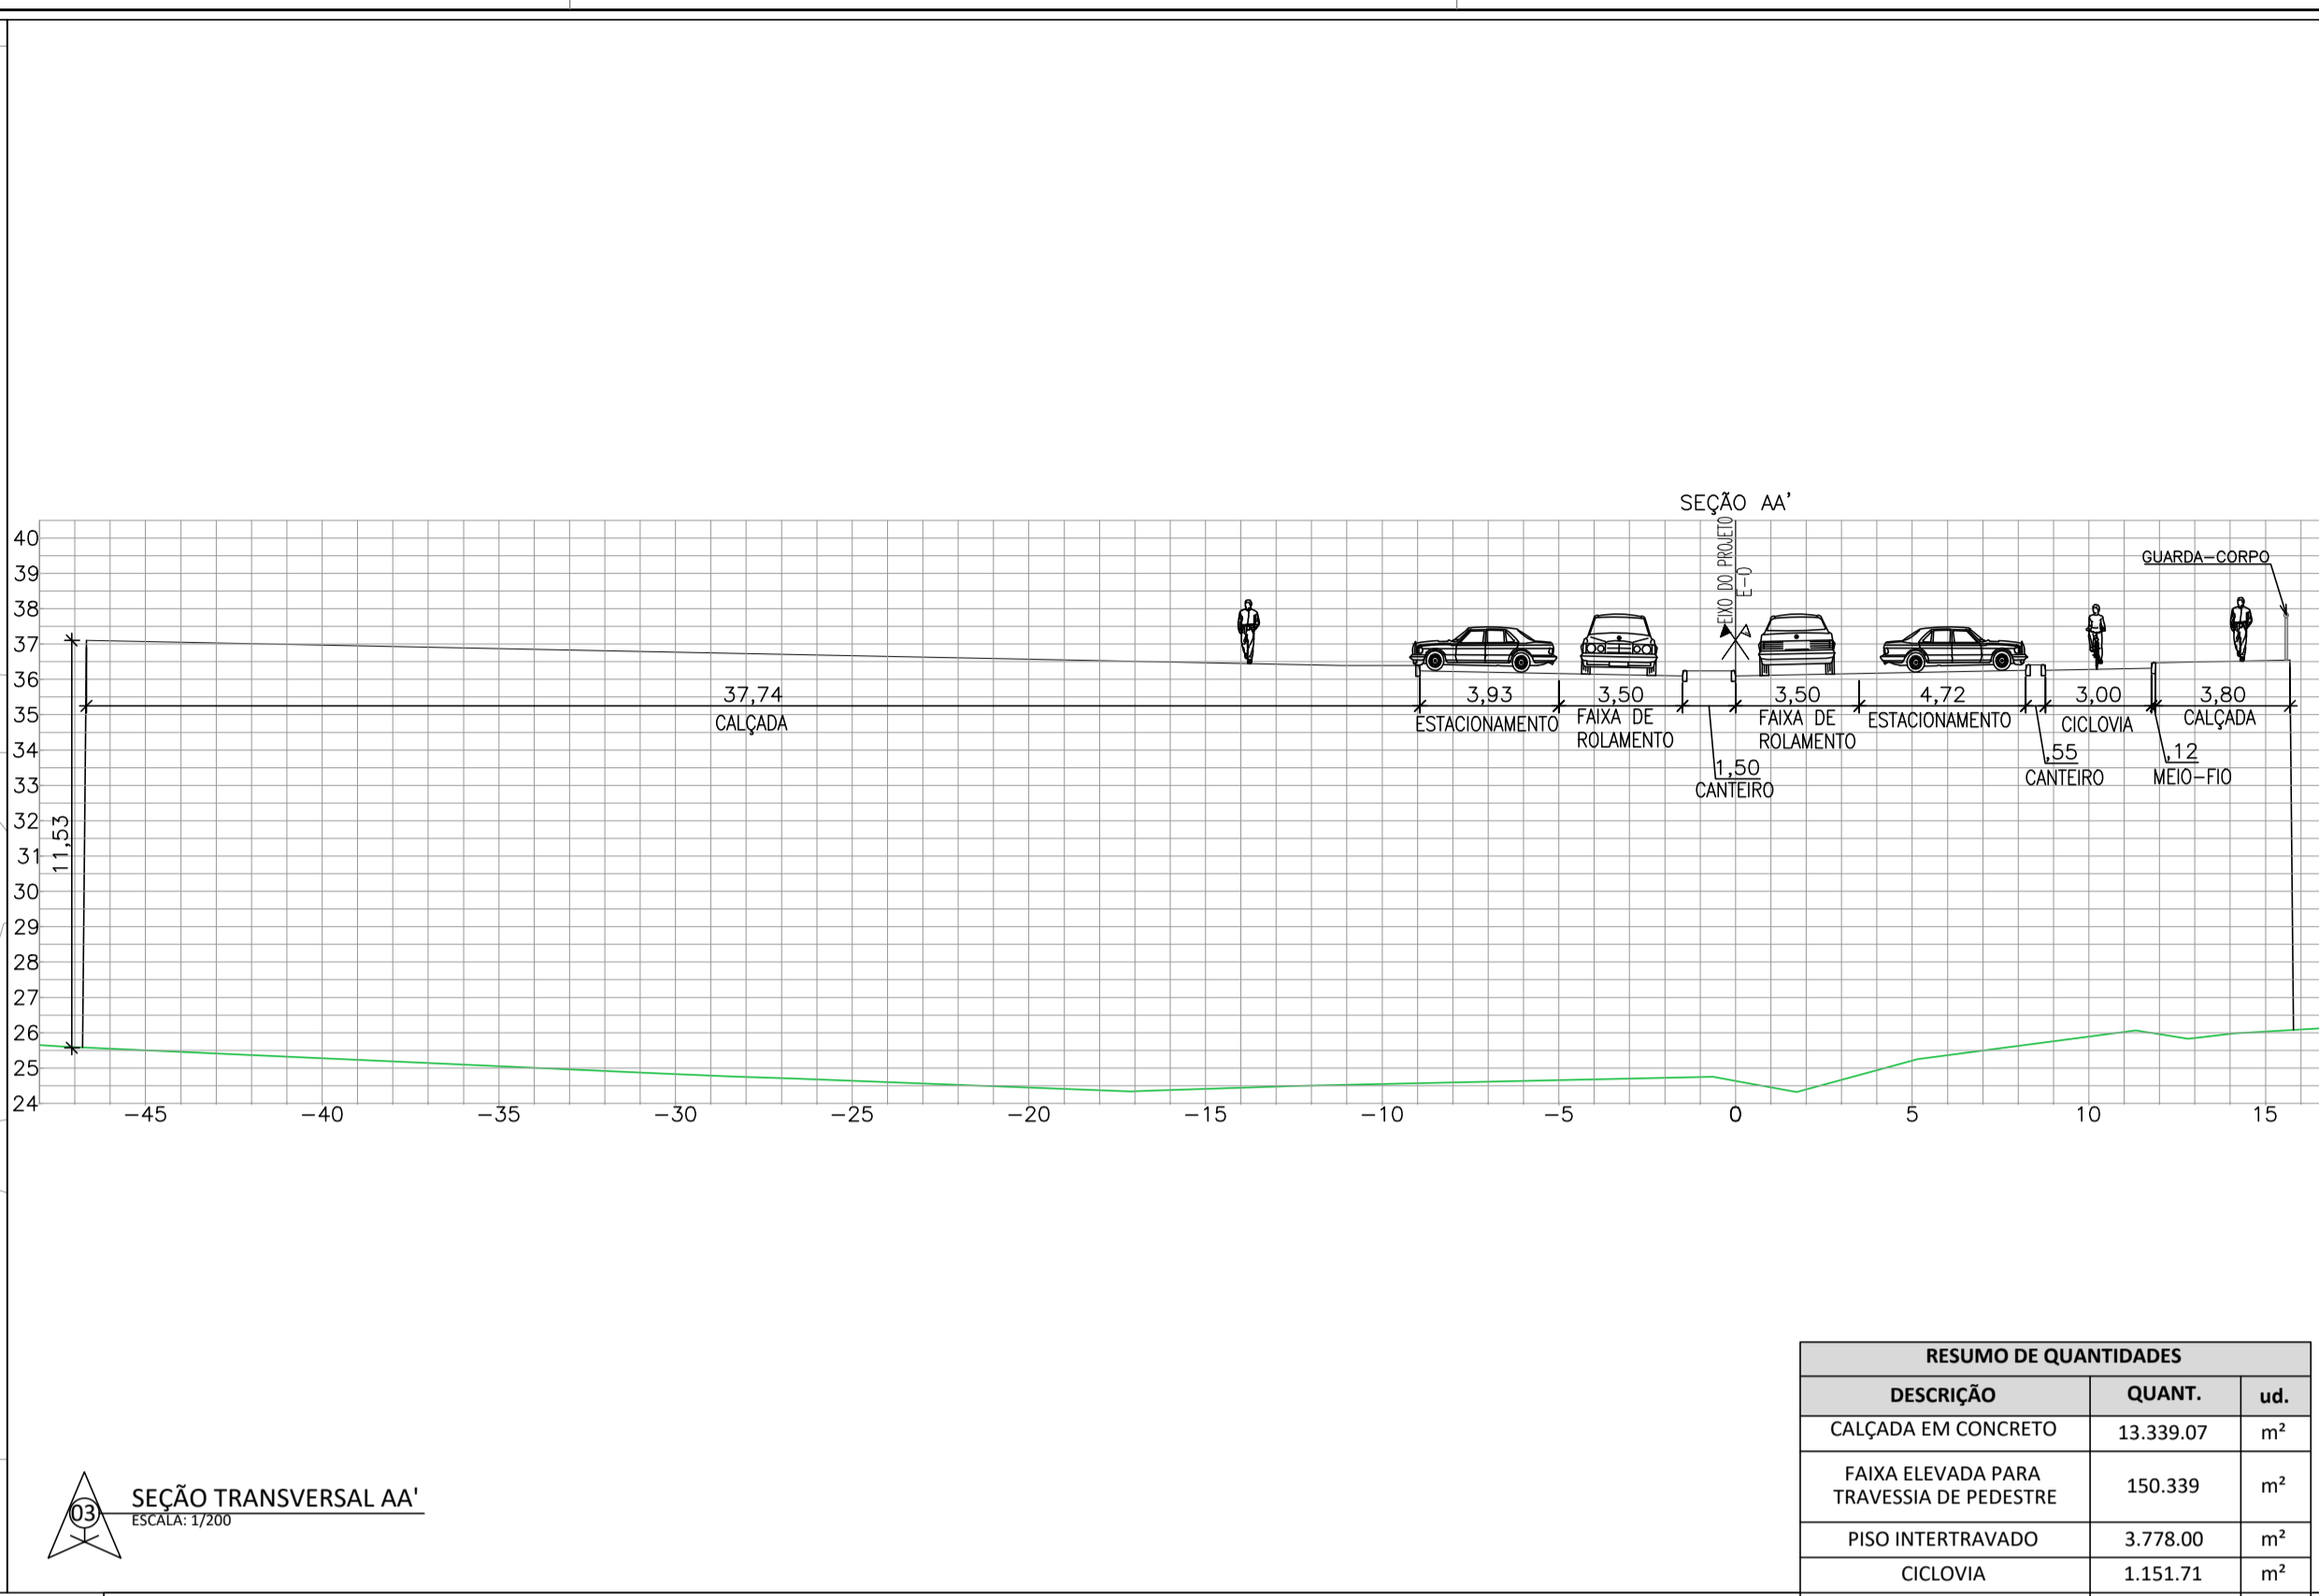 SEÇÃO AA'
EIXO DO PROJETO
E-0
GUARDA-CORPO
40
39
38
37
36
35
34
33
32
31
30
29
28
27
26
25
24
11,53
37,74
CALÇADA
3,93
ESTACIONAMENTO
3,50
FAIXA DE
ROLAMENTO
1,50
CANTEIRO
3,50
FAIXA DE
ROLAMENTO
4,72
ESTACIONAMENTO
,55
CANTEIRO
3,00
CICLOVIA
,12
MEIO-FIO
3,80
CALÇADA
-45 -40 -35 -30 -25 -20 -15 -10 -5 0 5 10 15
03
SEÇÃO TRANSVERSAL AA'
ESCALA: 1/200
RESUMO DE QUANTIDADES
DESCRIÇÃO QUANT. ud.
CALÇADA EM CONCRETO 13.339.07 m²
FAIXA ELEVADA PARA
TRAVESSIA DE PEDESTRE 150.339 m²
PISO INTERTRAVADO 3.778.00 m²
CICLOVIA 1.151.71 m²